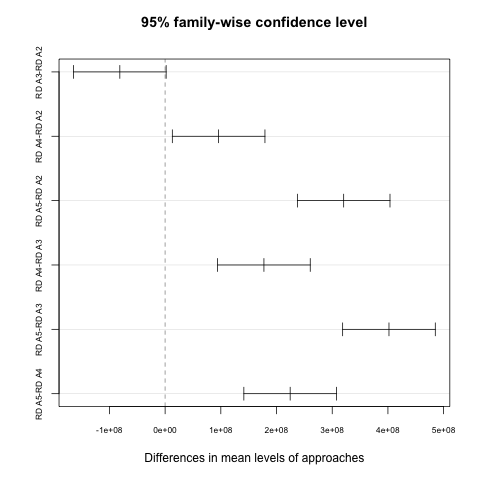 95% family-wise confidence level
RD A3-RD A2
RD A4-RD A2
RD A5-RD A2
RD A4-RD A3
RD A5-RD A3
RD A5-RD A4
-1e+08 0e+00 1e+08 2e+08 3e+08 4e+08 5e+08
Differences in mean levels of approaches